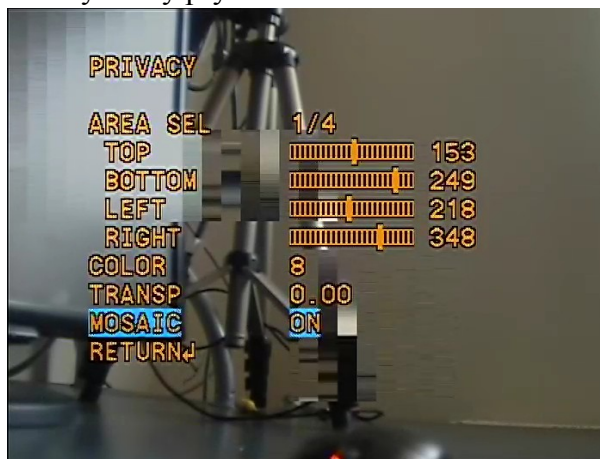 PRIVACY
AREA SEL 1/4
TOP 153
BOTTOM 249
LEFT 218
RIGHT 348
COLOR 8
TRANSP 0.00
MOSAIC ON
RETURN↲